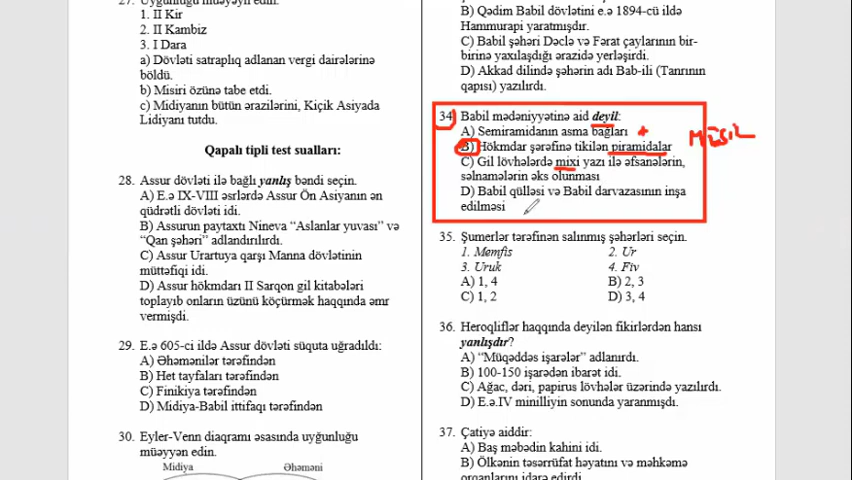 27. Uyğunluğu müəyyən edin.
1. II Kir
2. II Kambiz
3. I Dara
a) Dövləti satraplıq adlanan vergi dairələrinə
böldü.
b) Misiri özünə tabe etdi.
c) Midiyanın bütün ərazilərini, Kiçik Asiyada
Lidiyanı tutdu.
Qapalı tipli test sualları:
28. Assur dövləti ilə bağlı yanlış bəndi seçin.
A) E.ə IX-VIII əsrlərdə Assur Ön Asiyanın ən
qüdrətli dövləti idi.
B) Assurun paytaxtı Nineva “Aslanlar yuvası” və
“Qan şəhəri” adlandırılırdı.
C) Assur Urartuya qarşı Manna dövlətinin
müttəfiqi idi.
D) Assur hökmdarı II Sarqon gil kitabələri
toplayıb onların üzünü köçürmək haqqında əmr
vermişdi.
29. E.ə 605-ci ildə Assur dövləti süquta uğradıldı:
A) Əhəmənilər tərəfindən
B) Het tayfaları tərəfindən
C) Finikiya tərəfindən
D) Midiya-Babil ittifaqı tərəfindən
30. Eyler-Venn diaqramı əsasında uyğunluğu
müəyyən edin.
Midiya Əhəməni
B) Qədim Babil dövlətini e.ə 1894-cü ildə
Hammurapi yaratmışdır.
C) Babil şəhəri Dəclə və Fərat çaylarının bir-
birinə yaxılaşdığı ərazidə yerləşirdi.
D) Akkad dilində şəhərin adı Bab-ili (Tanrının
qapısı) yazılırdı.
34. Babil mədəniyyətinə aid deyil:
A) Semiramidanın asma bağları +
B) Hökmdar şərəfinə tikilən piramidalar MISIR
C) Gil lövhələrdə mixi yazı ilə əfsanələrin,
səlnamələrin əks olunması
D) Babil qülləsi və Babil darvazasının inşa
edilməsi
35. Şumerlər tərəfinən salınmış şəhərləri seçin.
1. Memfis 2. Ur
3. Uruk 4. Fiv
A) 1, 4 B) 2, 3
C) 1, 2 D) 3, 4
36. Heroqliflər haqqında deyilən fikirlərdən hansı
yanlışdır?
A) “Müqəddəs işarələr” adlanırdı.
B) 100-150 işarədən ibarət idi.
C) Ağac, dəri, papirus lövhələr üzərində yazılırdı.
D) E.ə.IV minilliyin sonunda yaranmışdı.
37. Çatiyə aiddir:
A) Baş məbədin kahini idi.
B) Ölkənin təsərrüfat həyatını və məhkəmə
orqanlarını idarə edirdi.